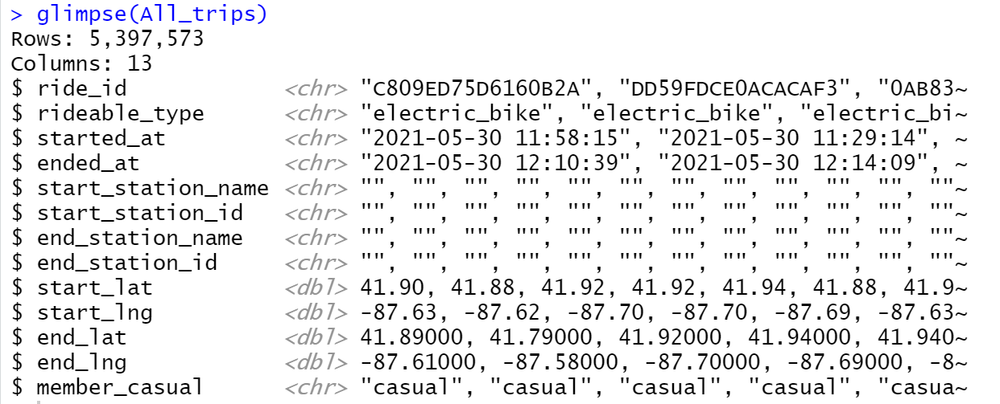 > glimpse(All_trips)
Rows: 5,397,573
Columns: 13
$ ride_id            <chr> "C809ED75D6160B2A", "DD59FDCE0ACACAF3", "0AB83~
$ rideable_type      <chr> "electric_bike", "electric_bike", "electric_bi~
$ started_at         <chr> "2021-05-30 11:58:15", "2021-05-30 11:29:14", ~
$ ended_at           <chr> "2021-05-30 12:10:39", "2021-05-30 12:14:09", ~
$ start_station_name <chr> "", "", "", "", "", "", "", "", "", "", "", ""~
$ start_station_id   <chr> "", "", "", "", "", "", "", "", "", "", "", ""~
$ end_station_name   <chr> "", "", "", "", "", "", "", "", "", "", "", ""~
$ end_station_id     <chr> "", "", "", "", "", "", "", "", "", "", "", ""~
$ start_lat          <dbl> 41.90, 41.88, 41.92, 41.92, 41.94, 41.88, 41.9~
$ start_lng          <dbl> -87.63, -87.62, -87.70, -87.70, -87.69, -87.63~
$ end_lat            <dbl> 41.89000, 41.79000, 41.92000, 41.94000, 41.940~
$ end_lng            <dbl> -87.61000, -87.58000, -87.70000, -87.69000, -8~
$ member_casual      <chr> "casual", "casual", "casual", "casual", "casua~